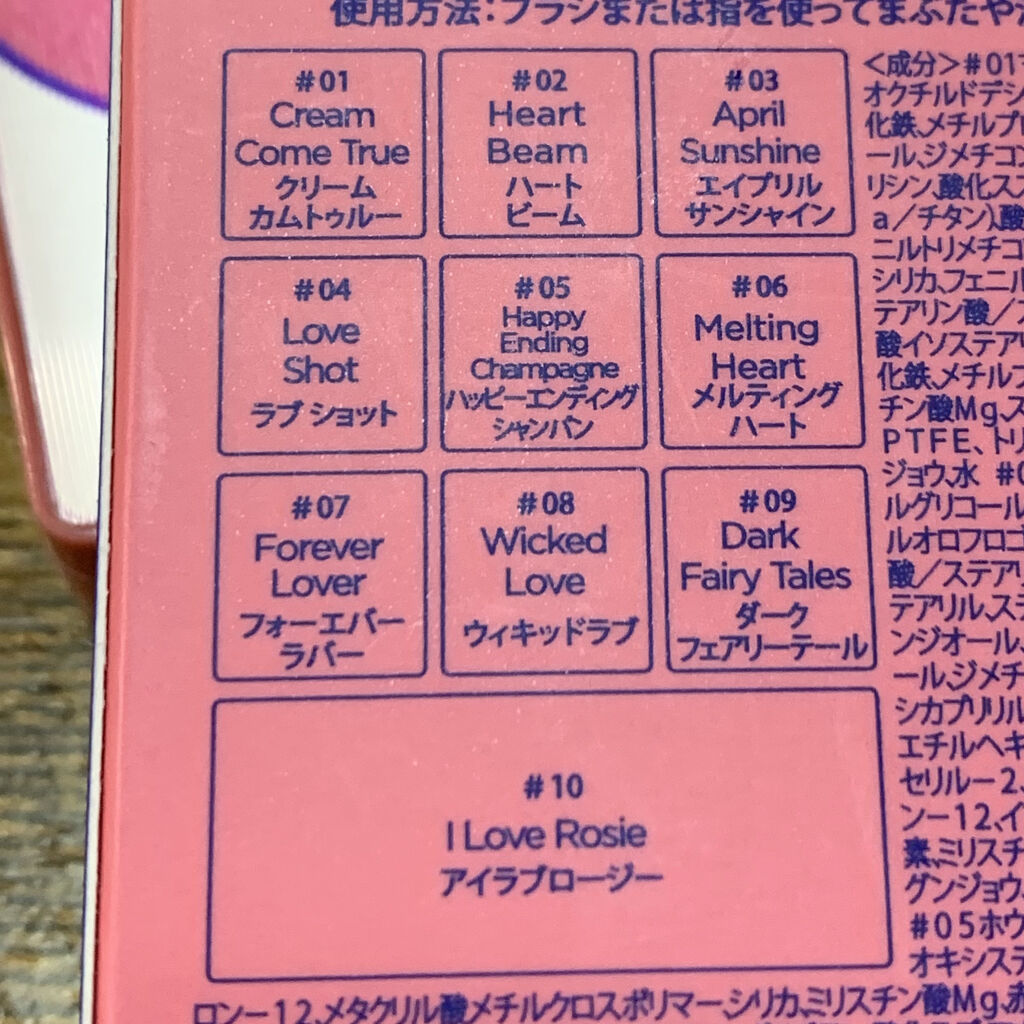 使用方法:ブラシまたは指を使ってまぶたや
#01
Cream
Come True
クリーム
カムトゥルー
#02
Heart
Beam
ハート
ビーム
#03
April
Sunshine
エイプリル
サンシャイン
#04
Love
Shot
ラブ ショット
#05
Happy
Ending
Champagne
ハッピーエンディング
シャンパン
#06
Melting
Heart
メルティング
ハート
#07
Forever
Lover
フォーエバー
ラバー
#08
Wicked
Love
ウィキッドラブ
#09
Dark
Fairy Tales
ダーク
フェアリーテール
#10
I Love Rosie
アイラブロージー
<成分>#01
オクチルドデシ
化鉄、メチルプ
ール、ジメチコ
リシン、酸化ス
a/チタン)、酸
ニルトリメチコ
シリカ、フェニル
テアリン酸/
酸イソステアリ
化鉄、メチル
チン酸Mg、ス
PTFE、トリ
ジョウ、水 #0
ルグリコール
ルオロフロゴ
酸/ステアリ
テアリル、ステ
ンジオール、
ール、ジメチ
シカプリリル
エチルヘキ
セリルー2、
ンー12、イ
素、ミリスチ
グンジョウ、
#05ホウ
オキシステ
ロンー12、メタクリル酸メチルクロスポリマー、シリカ、ミリスチン酸Mg、赤